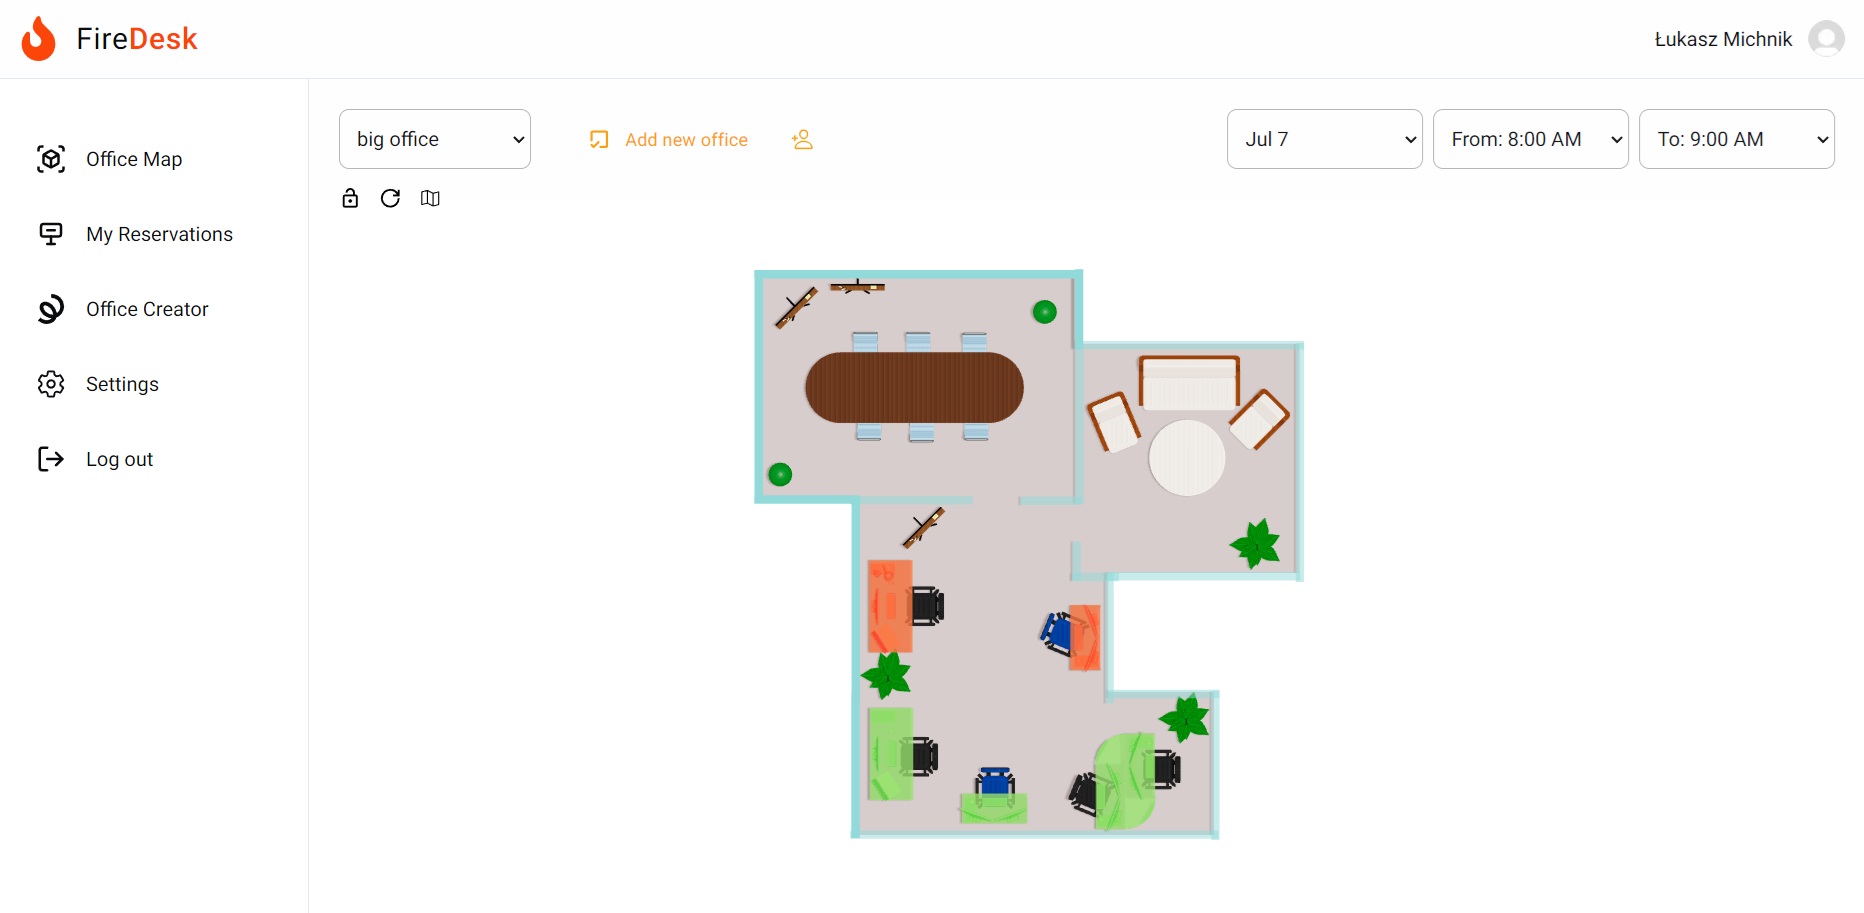 FireDesk
Łukasz Michnik
Office Map
My Reservations
Office Creator
Settings
Log out
big office
Add new office
Jul 7
From: 8:00 AM
To: 9:00 AM